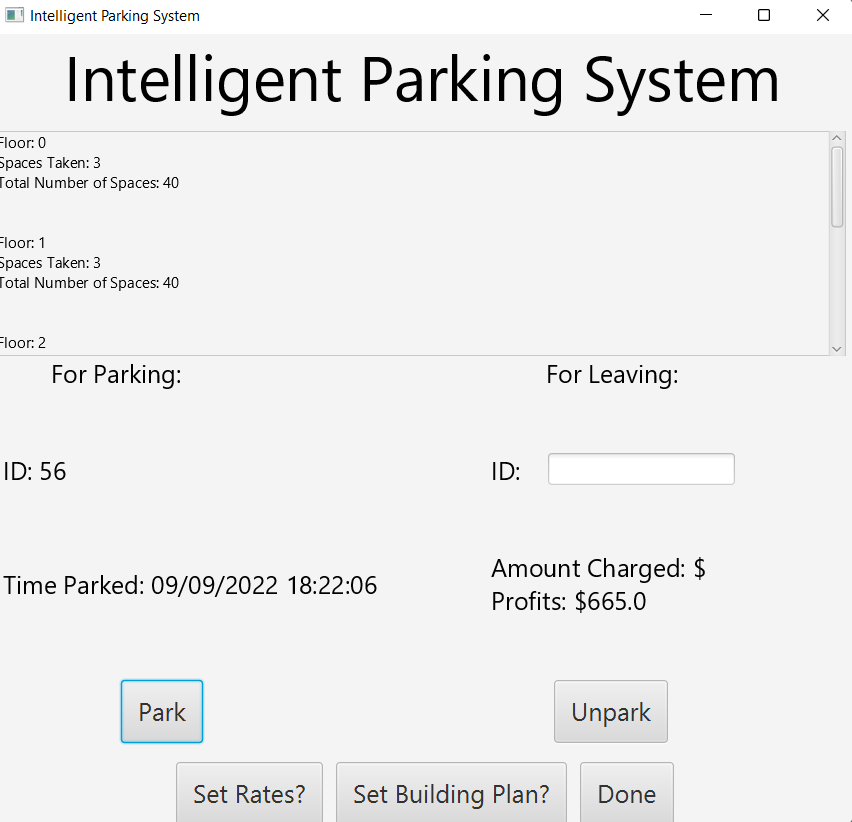 Intelligent Parking System
Intelligent Parking System
Floor: 0
Spaces Taken: 3
Total Number of Spaces: 40
Floor: 1
Spaces Taken: 3
Total Number of Spaces: 40
Floor: 2
For Parking:
For Leaving:
ID: 56
ID:
Time Parked: 09/09/2022 18:22:06
Amount Charged: $
Profits: $665.0
Park
Unpark
Set Rates?
Set Building Plan?
Done